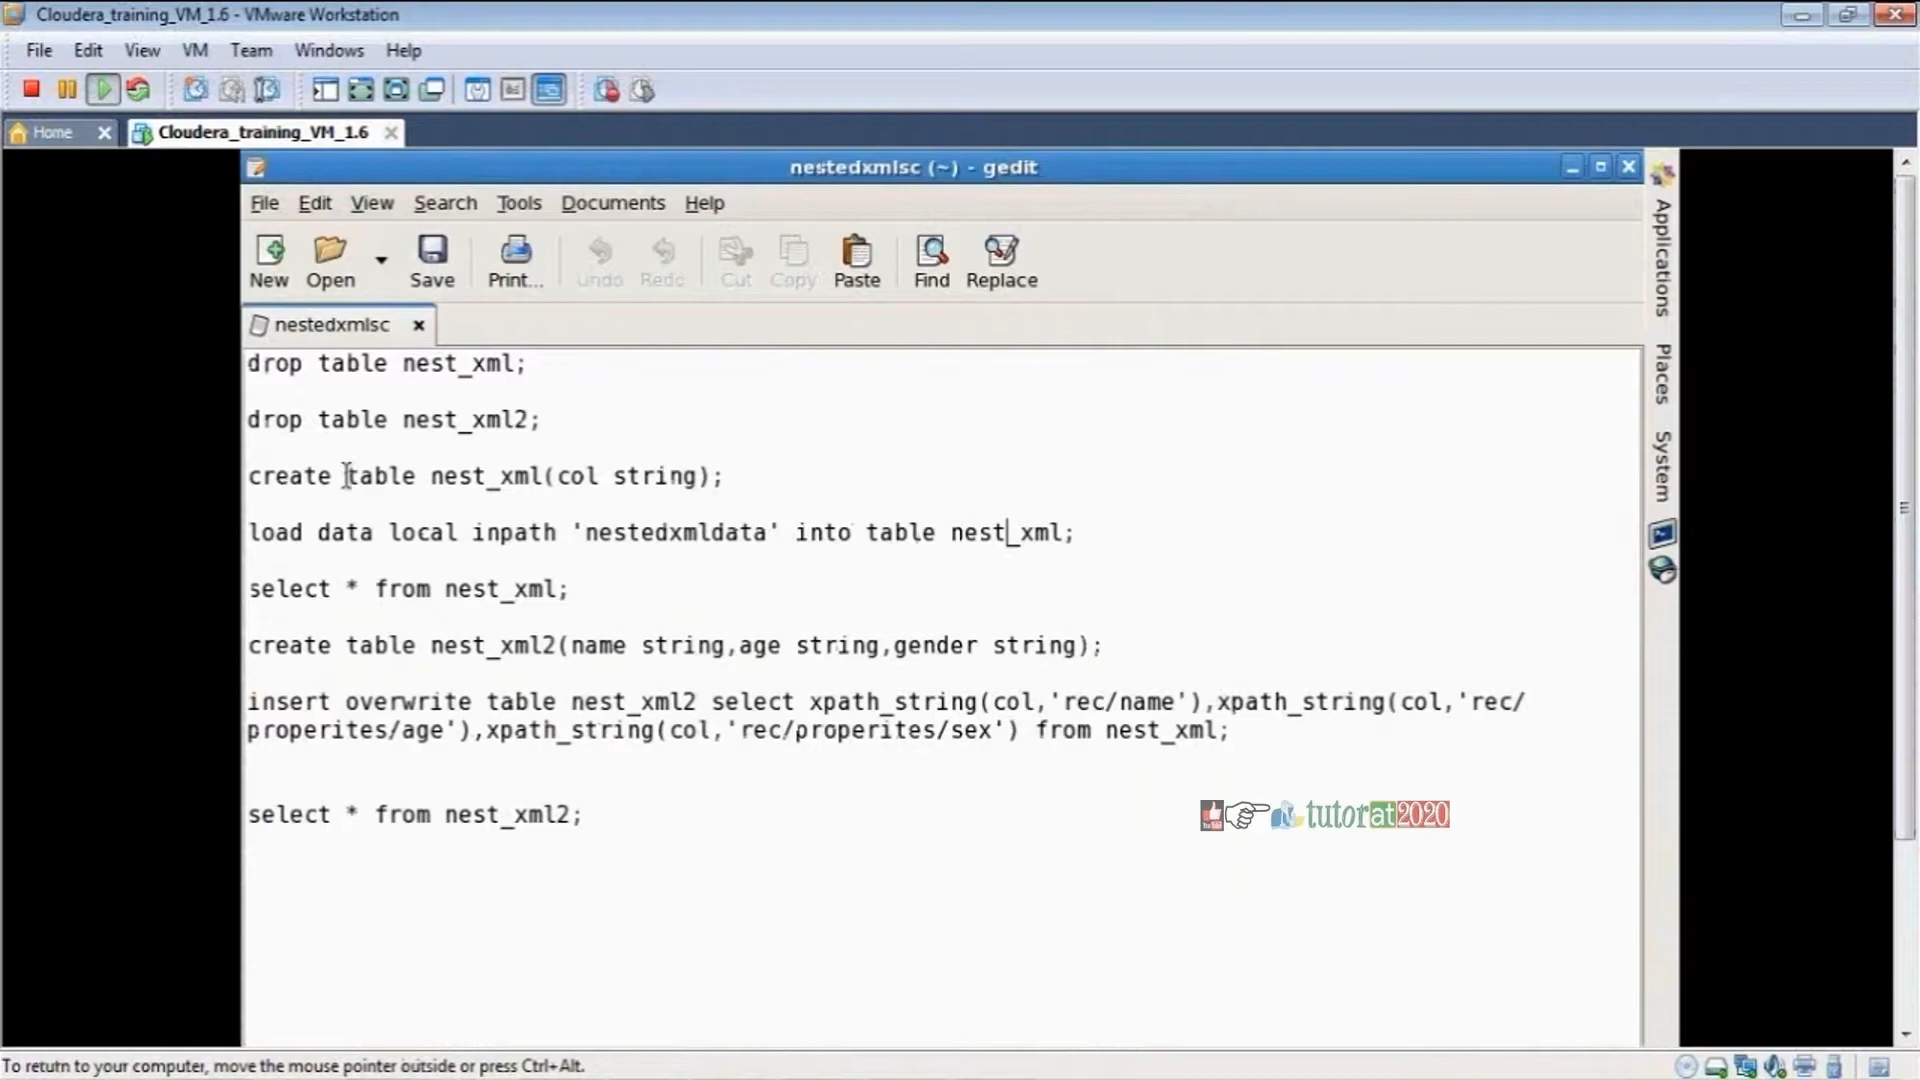 Cloudera_training_VM_1.6 - VMware Workstation
File Edit View VM Team Windows Help
Home Cloudera_training_VM_1.6
nestedxmlsc (~) - gedit
File Edit View Search Tools Documents Help
New Open Save Print... Undo Redo Cut Copy Paste Find Replace
nestedxmlsc
drop table nest_xml;
drop table nest_xml2;
create table nest_xml(col string);
load data local inpath 'nestedxmldata' into table nest_xml;
select * from nest_xml;
create table nest_xml2(name string,age string,gender string);
insert overwrite table nest_xml2 select xpath_string(col,'rec/name'),xpath_string(col,'rec/
properites/age'),xpath_string(col,'rec/properites/sex') from nest_xml;
select * from nest_xml2;
tutorat2020
Applications
Places
System
To return to your computer, move the mouse pointer outside or press Ctrl+Alt.